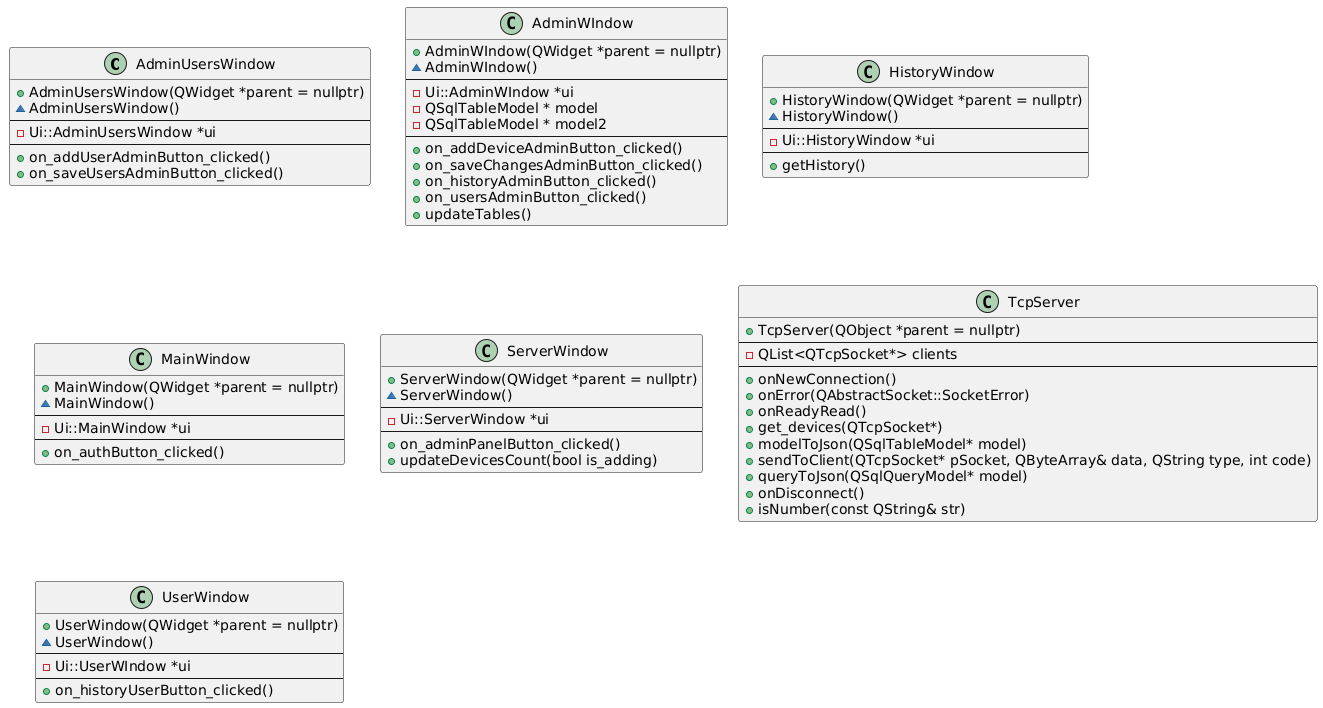 C AdminUsersWindow
AdminUsersWindow(QWidget *parent = nullptr)
AdminUsersWindow()
Ui::AdminUsersWindow *ui
on_addUserAdminButton_clicked()
on_saveUsersAdminButton_clicked()
C AdminWIndow
AdminWIndow(QWidget *parent = nullptr)
AdminWIndow()
Ui::AdminWIndow *ui
QSqlTableModel * model
QSqlTableModel * model2
on_addDeviceAdminButton_clicked()
on_saveChangesAdminButton_clicked()
on_historyAdminButton_clicked()
on_usersAdminButton_clicked()
updateTables()
C HistoryWindow
HistoryWindow(QWidget *parent = nullptr)
HistoryWindow()
Ui::HistoryWindow *ui
getHistory()
C MainWindow
MainWindow(QWidget *parent = nullptr)
MainWindow()
Ui::MainWindow *ui
on_authButton_clicked()
C ServerWindow
ServerWindow(QWidget *parent = nullptr)
ServerWindow()
Ui::ServerWindow *ui
on_adminPanelButton_clicked()
updateDevicesCount(bool is_adding)
C TcpServer
TcpServer(QObject *parent = nullptr)
QList<QTcpSocket*> clients
onNewConnection()
onError(QAbstractSocket::SocketError)
onReadyRead()
get_devices(QTcpSocket*)
modelToJson(QSqlTableModel* model)
sendToClient(QTcpSocket* pSocket, QByteArray& data, QString type, int code)
queryToJson(QSqlQueryModel* model)
onDisconnect()
isNumber(const QString& str)
C UserWindow
UserWindow(QWidget *parent = nullptr)
UserWindow()
Ui::UserWIndow *ui
on_historyUserButton_clicked()